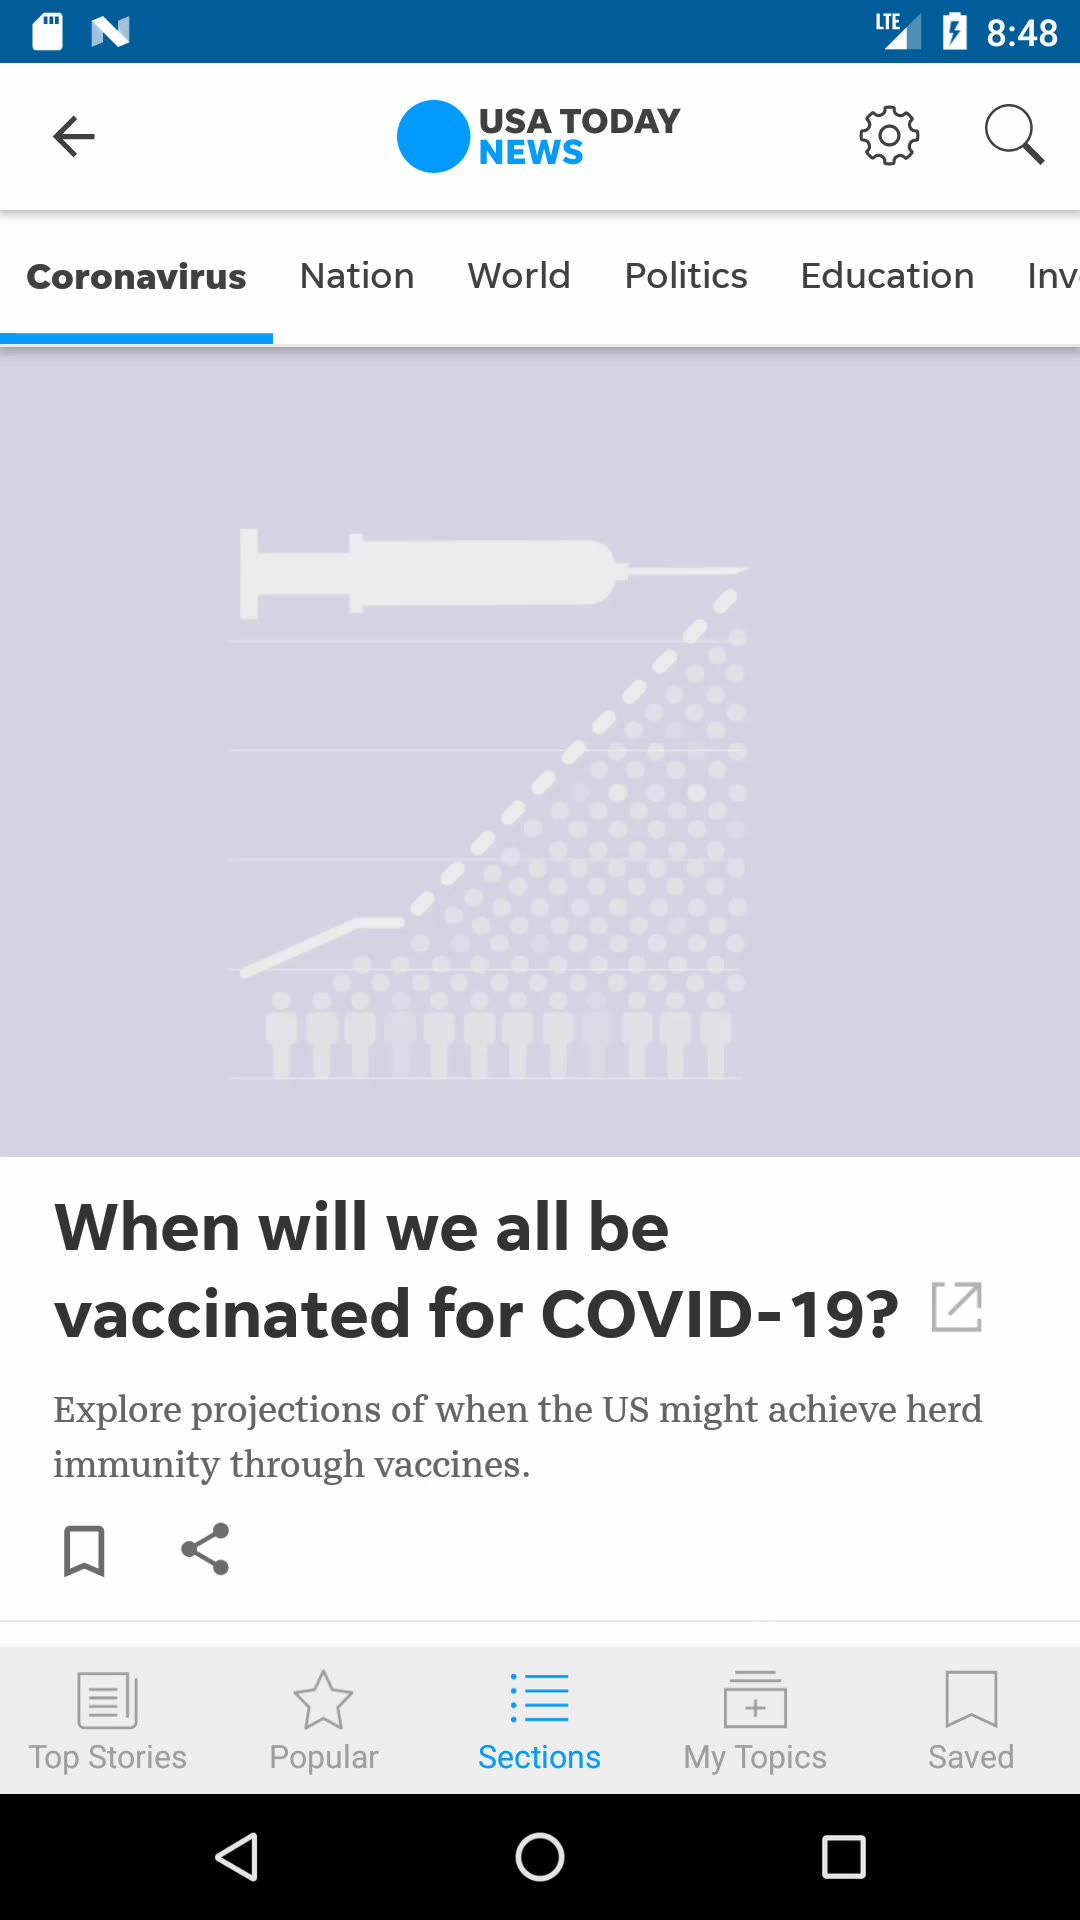 LTE 8:48
USA TODAY
NEWS
Coronavirus Nation World Politics Education Inv
When will we all be
vaccinated for COVID-19?
Explore projections of when the US might achieve herd
immunity through vaccines.
Top Stories Popular Sections My Topics Saved